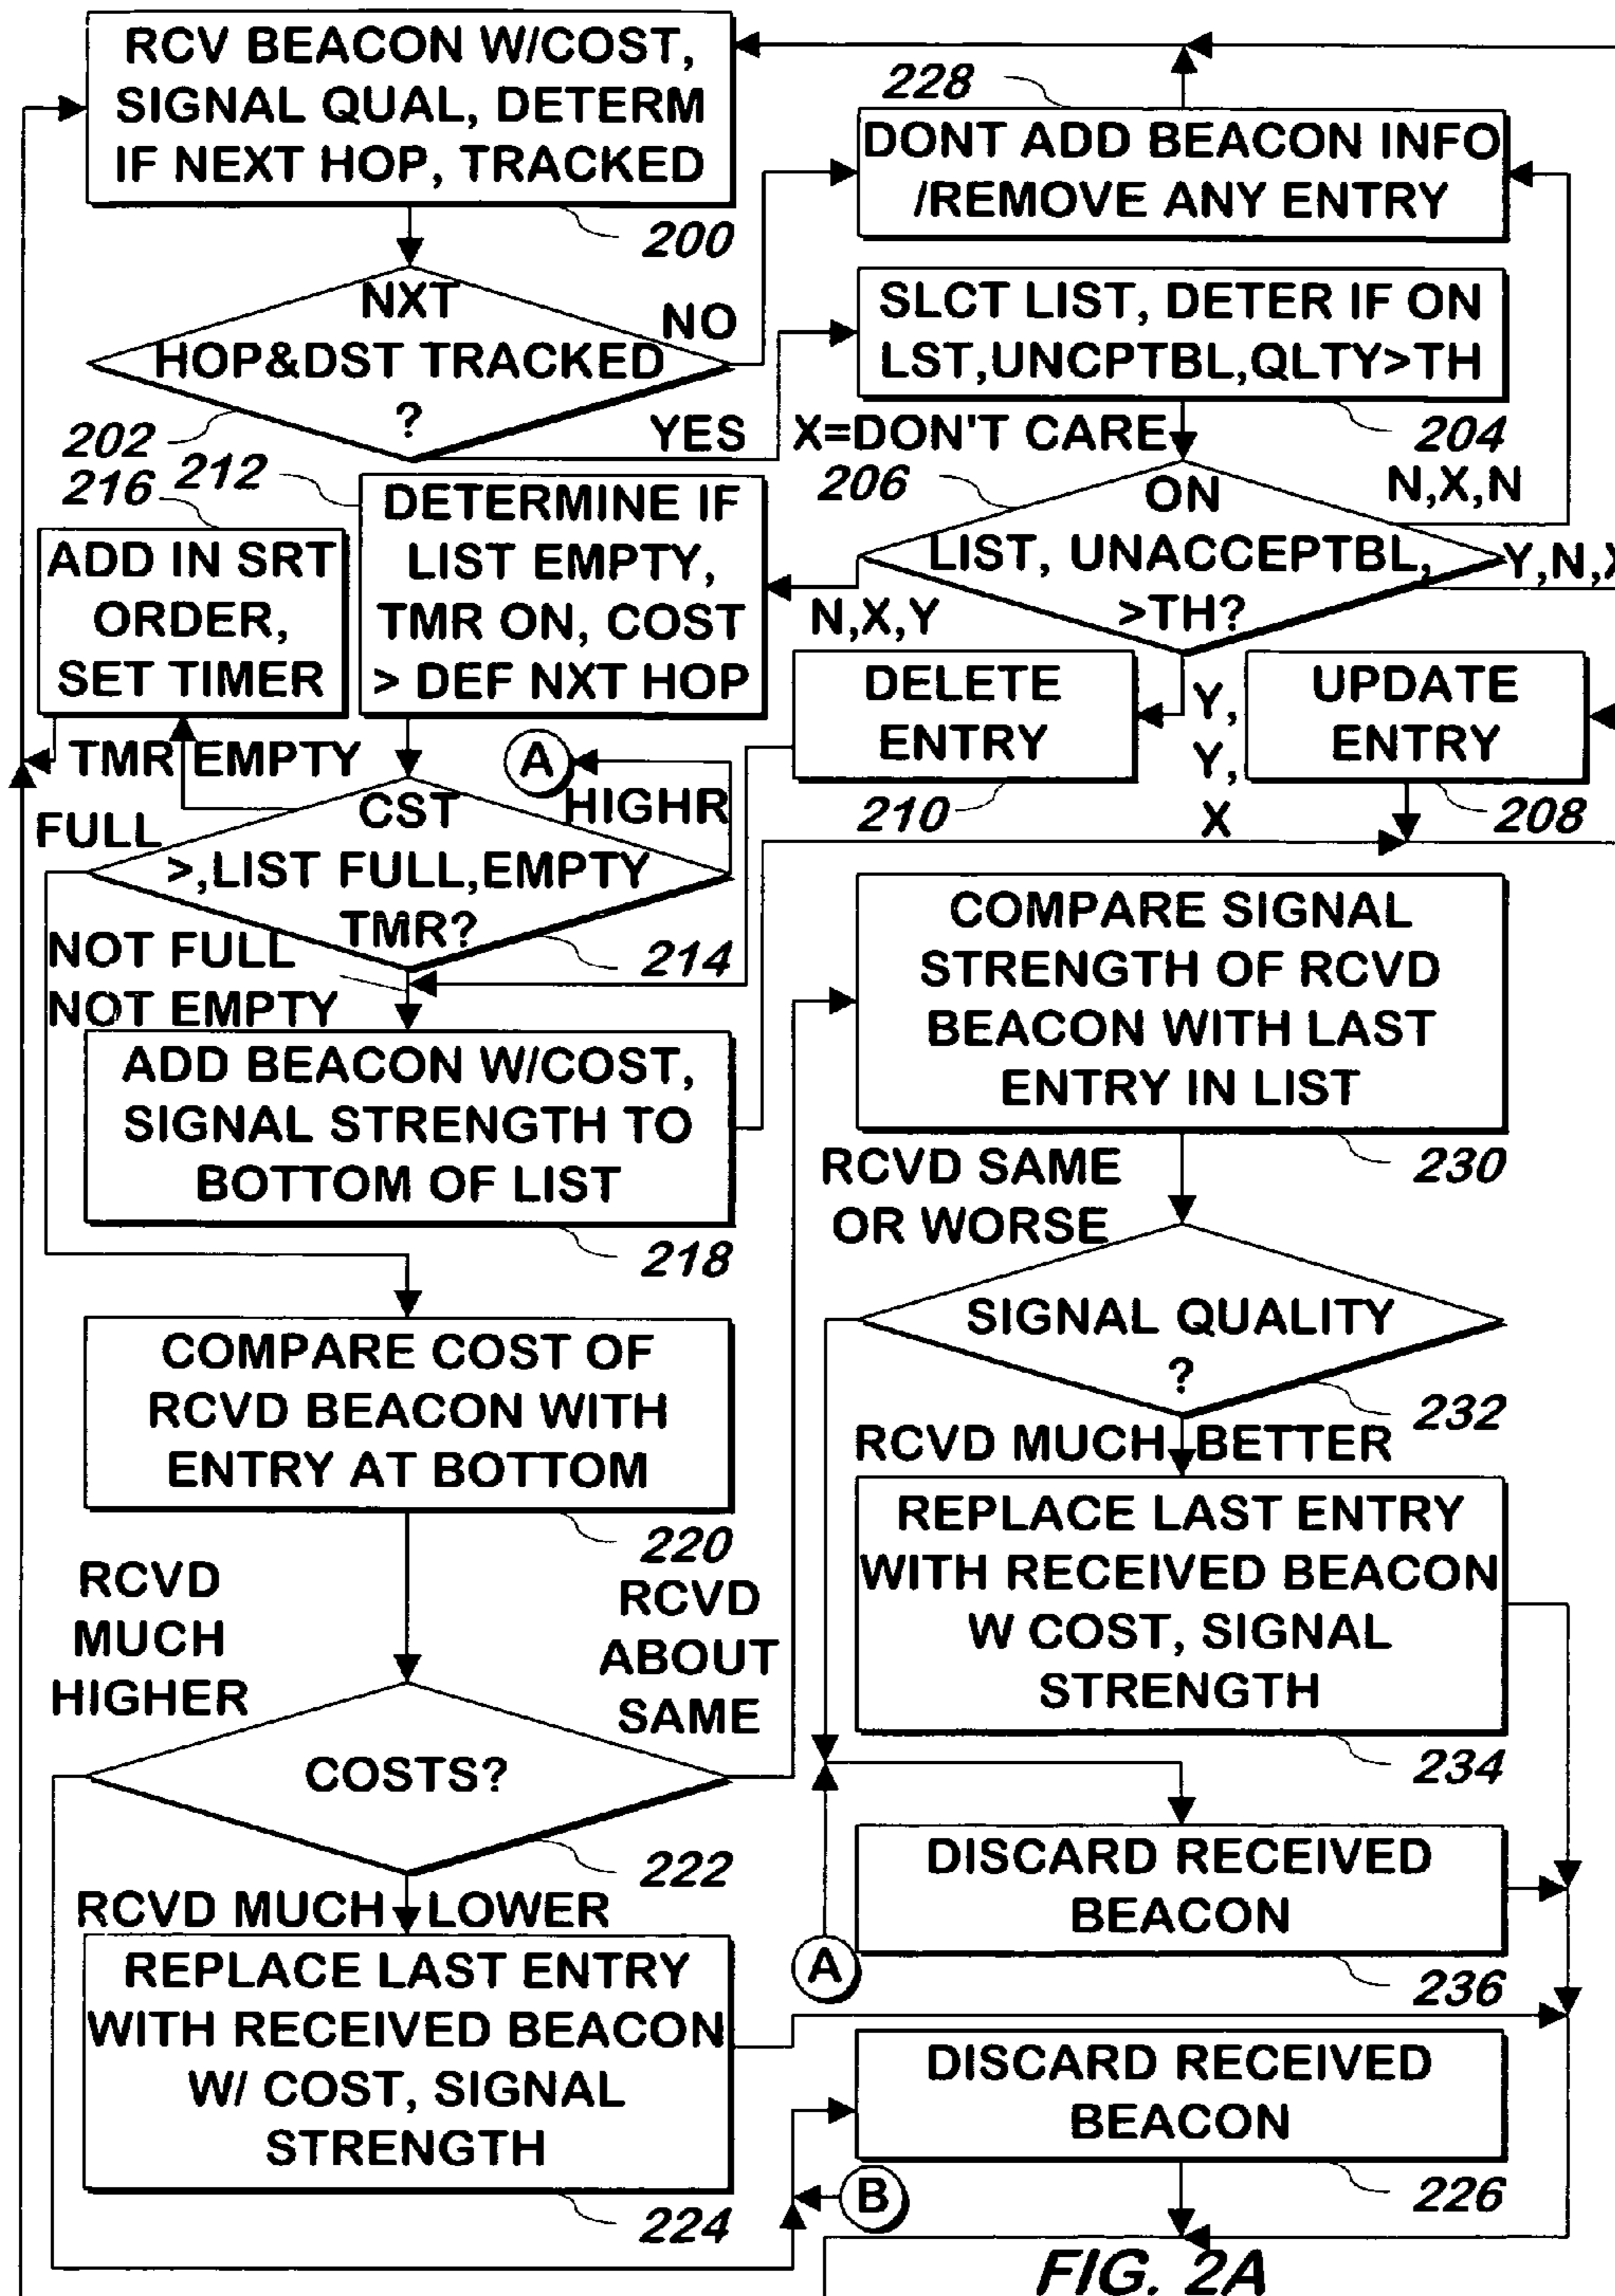 RCV BEACON W/COST,
SIGNAL QUAL, DETERM
IF NEXT HOP, TRACKED
200
228
DONT ADD BEACON INFO
/REMOVE ANY ENTRY
NXT
HOP&DST TRACKED
?
NO
YES
202
SLCT LIST, DETER IF ON
LST,UNCPTBL,QLTY>TH
204
X=DON'T CARE
206
ON
LIST, UNACCEPTBL,
>TH?
N,X,N
Y,N,X
N,X,Y
Y,
Y,
X
212
DETERMINE IF
LIST EMPTY,
TMR ON, COST
> DEF NXT HOP
216
ADD IN SRT
ORDER,
SET TIMER
DELETE
ENTRY
210
UPDATE
ENTRY
208
TMR EMPTY
A
HIGHR
FULL
CST
>,LIST FULL,EMPTY
TMR?
214
NOT FULL
NOT EMPTY
ADD BEACON W/COST,
SIGNAL STRENGTH TO
BOTTOM OF LIST
218
COMPARE SIGNAL
STRENGTH OF RCVD
BEACON WITH LAST
ENTRY IN LIST
230
RCVD SAME
OR WORSE
SIGNAL QUALITY
?
232
COMPARE COST OF
RCVD BEACON WITH
ENTRY AT BOTTOM
220
RCVD MUCH BETTER
REPLACE LAST ENTRY
WITH RECEIVED BEACON
W COST, SIGNAL
STRENGTH
234
RCVD
MUCH
HIGHER
RCVD
ABOUT
SAME
COSTS?
222
RCVD MUCH LOWER
DISCARD RECEIVED
BEACON
236
A
REPLACE LAST ENTRY
WITH RECEIVED BEACON
W/ COST, SIGNAL
STRENGTH
224
DISCARD RECEIVED
BEACON
226
B
FIG. 2A